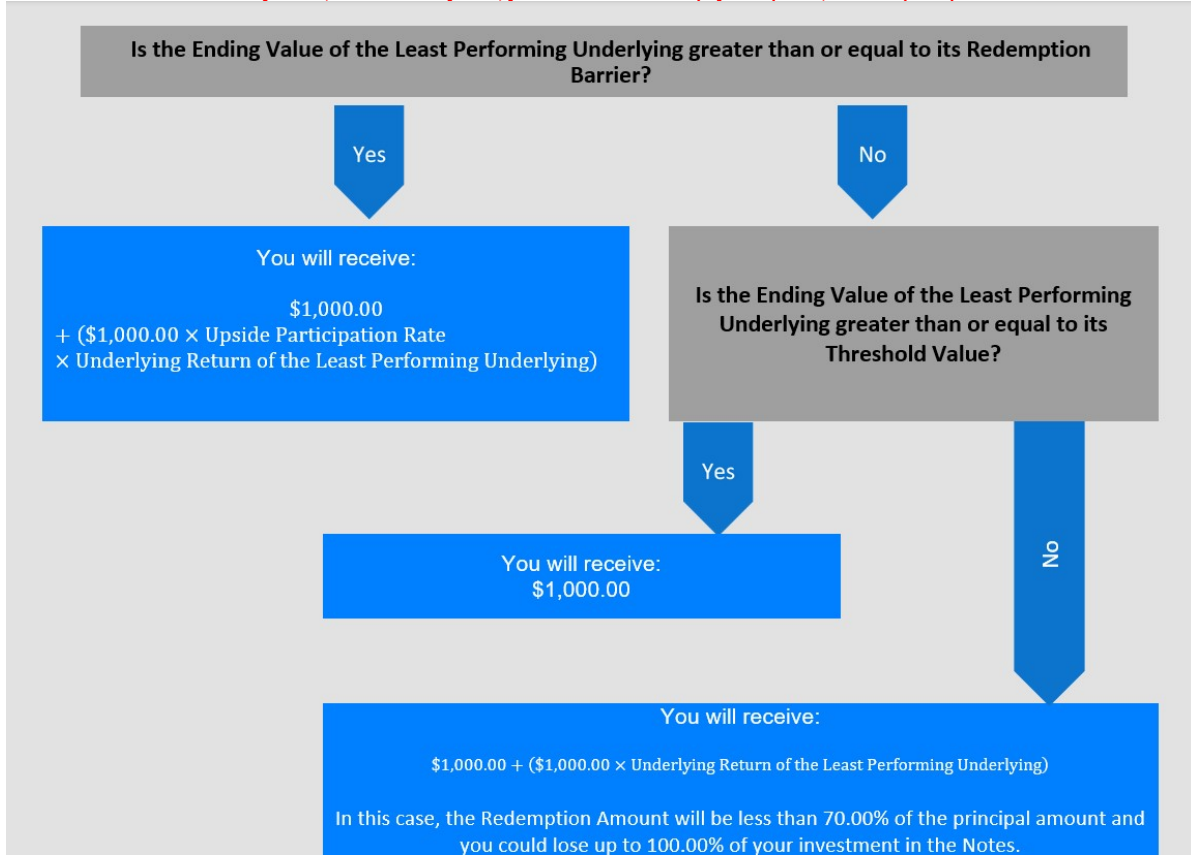 Is the Ending Value of the Least Performing Underlying greater than or equal to its Redemption
Barrier?
Yes
No
You will receive:
$1,000.00
+ ($1,000.00 × Upside Participation Rate
× Underlying Return of the Least Performing Underlying)
Is the Ending Value of the Least Performing
Underlying greater than or equal to its
Threshold Value?
Yes
No
You will receive:
$1,000.00
You will receive:
$1,000.00 + ($1,000.00 × Underlying Return of the Least Performing Underlying)
In this case, the Redemption Amount will be less than 70.00% of the principal amount and
you could lose up to 100.00% of your investment in the Notes.